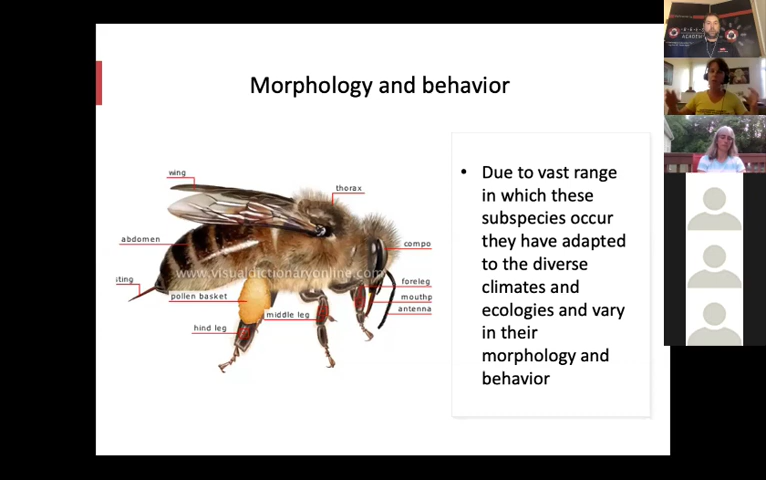 Morphology and behavior
wing
thorax
abdomen
compo
sting
foreleg
pollen basket
mouthp
middle leg
antenna
hind leg
www.visualdictionaryonline.com
• Due to vast range
in which these
subspecies occur
they have adapted
to the diverse
climates and
ecologies and vary
in their
morphology and
behavior